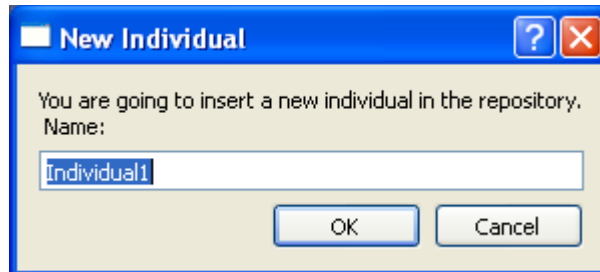 New Individual
?
You are going to insert a new individual in the repository.
Name:
Individual1
OK Cancel